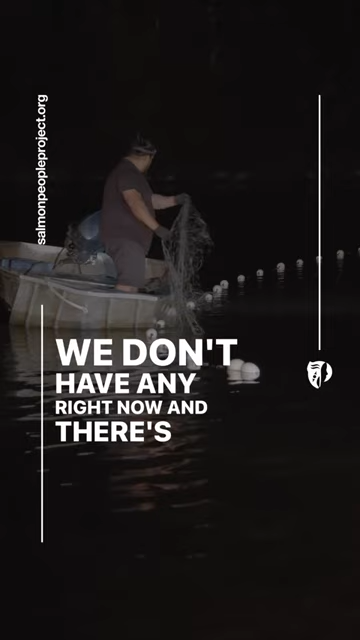 salmonpeopleproject.org
WE DON'T
HAVE ANY
RIGHT NOW AND
THERE'S